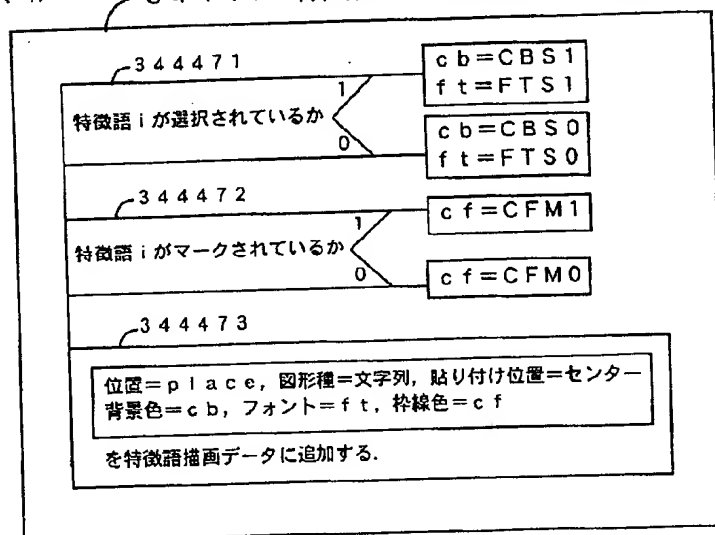 344471
特徴語iが選択されているか
1
cb=CBS1
ft=FTS1
0
cb=CBS0
ft=FTS0
344472
特徴語iがマークされているか
1
cf=CFM1
0
cf=CFM0
344473
位置=place,図形種=文字列,貼り付け位置=センター
背景色=cb,フォント=ft,枠線色=cf
を特徴語描画データに追加する.